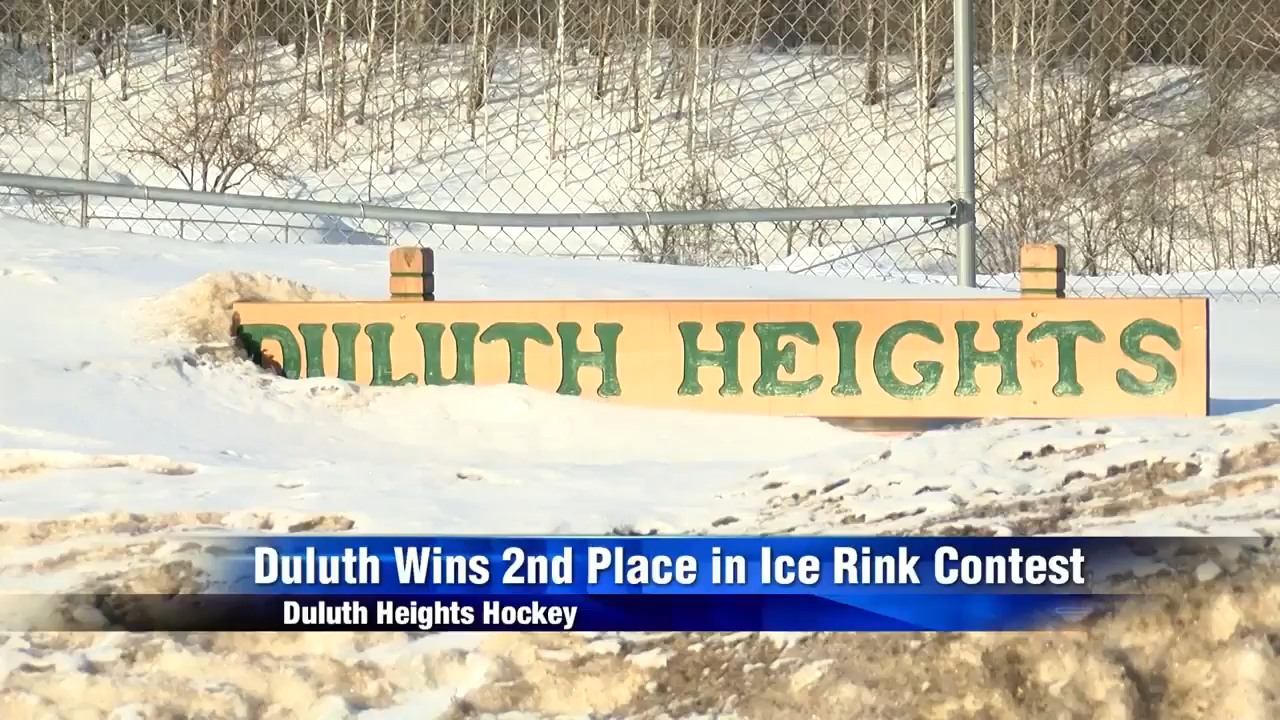 DULUTH HEIGHTS
Duluth Wins 2nd Place in Ice Rink Contest
Duluth Heights Hockey